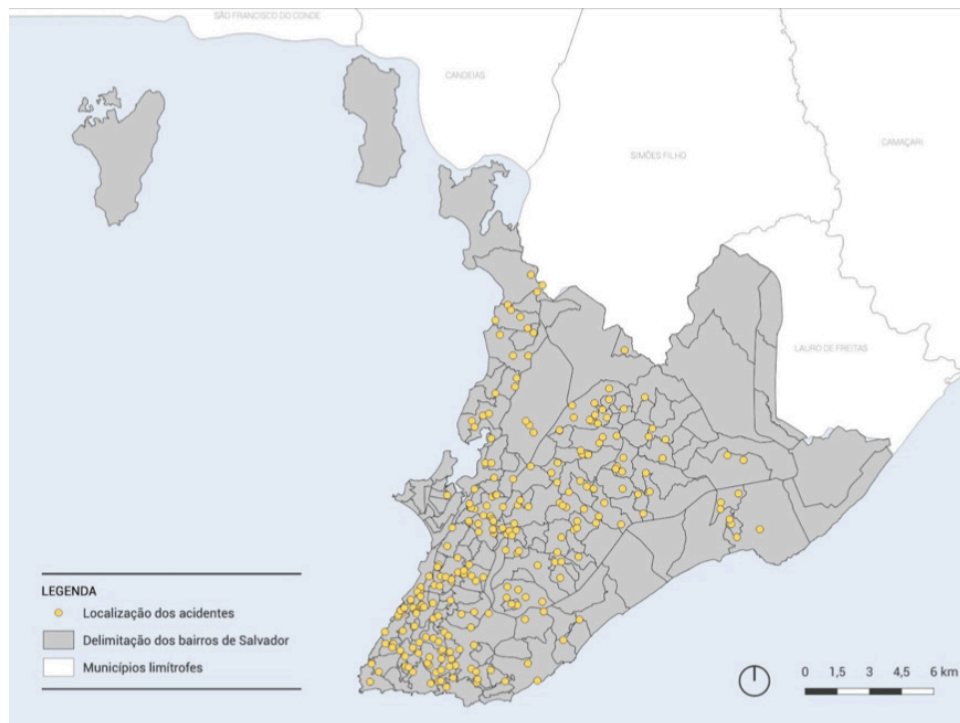 SÃO FRANCISCO DO CONDE
CANDEIAS
CAMAÇARI
SIMÕES FILHO
LAURO DE FREITAS
LEGENDA
Localização dos acidentes
Delimitação dos bairros de Salvador
Municípios limítrofes
0 1,5 3 4,5 6 km